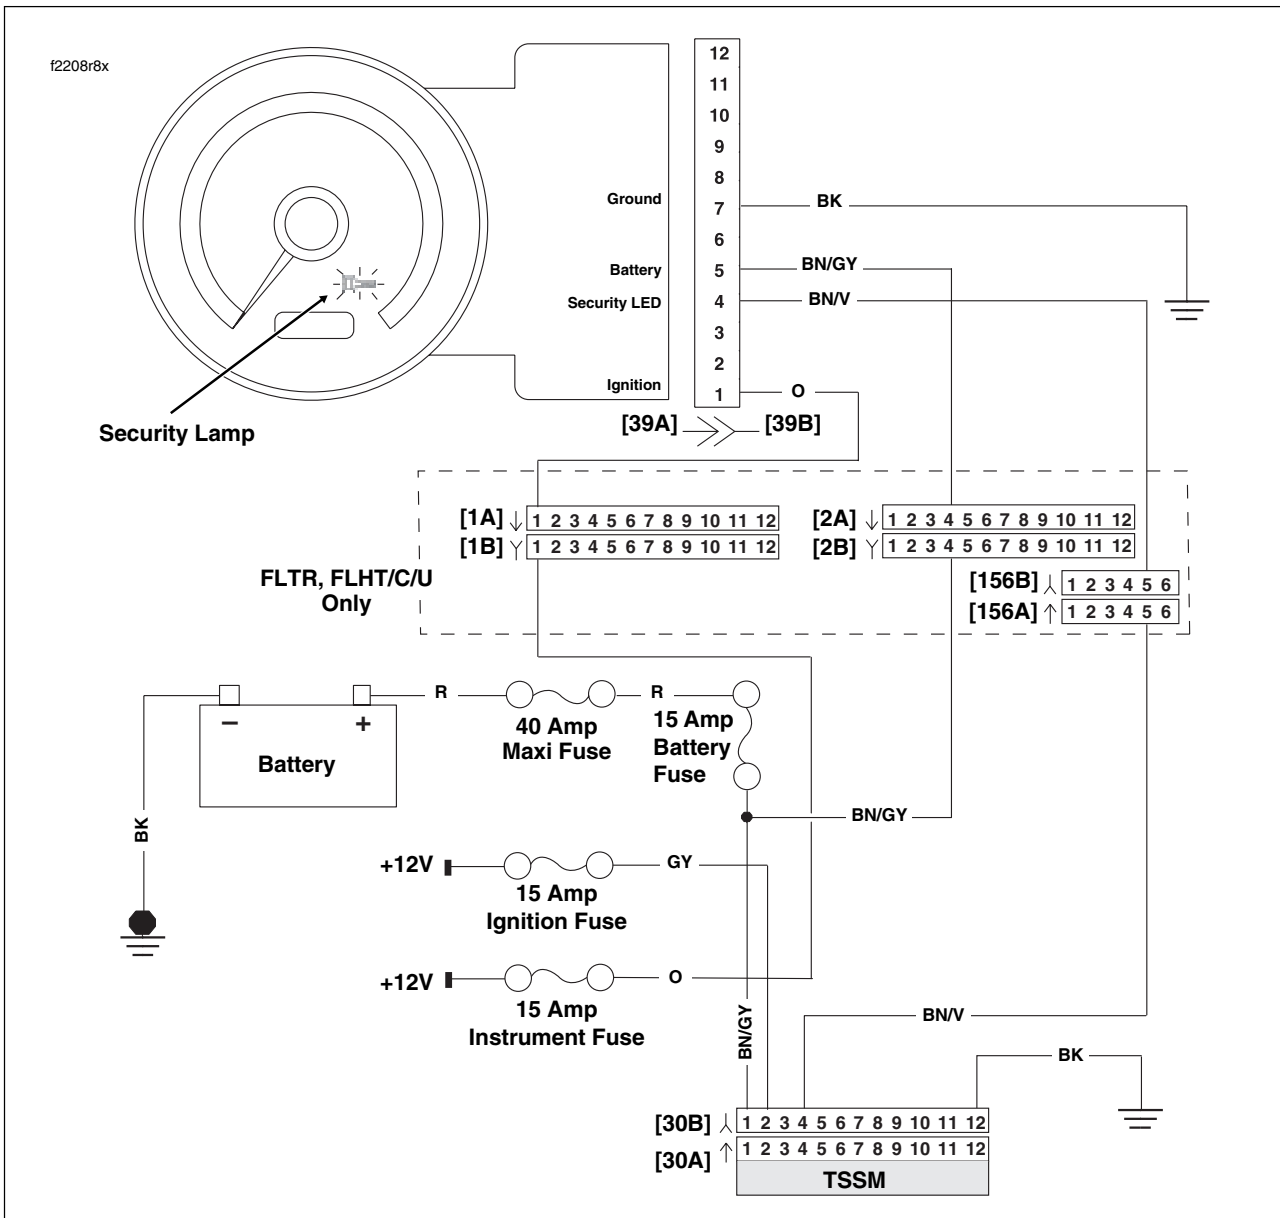 f2208r8x
12
11
10
9
8
Ground
7
BK
6
Battery
5
BN/GY
Security LED
4
BN/V
3
2
Ignition
1
O
[39A]
[39B]
Security Lamp
[1A] 1 2 3 4 5 6 7 8 9 10 11 12
[1B] 1 2 3 4 5 6 7 8 9 10 11 12
[2A] 1 2 3 4 5 6 7 8 9 10 11 12
[2B] 1 2 3 4 5 6 7 8 9 10 11 12
[156B] 1 2 3 4 5 6
[156A] 1 2 3 4 5 6
FLTR, FLHT/C/U
Only
R
R
– +
Battery
40 Amp
Maxi Fuse
15 Amp
Battery
Fuse
BK
BN/GY
+12V
GY
15 Amp
Ignition Fuse
+12V
O
15 Amp
Instrument Fuse
BN/GY
BN/V
BK
[30B] 1 2 3 4 5 6 7 8 9 10 11 12
[30A] 1 2 3 4 5 6 7 8 9 10 11 12
TSSM